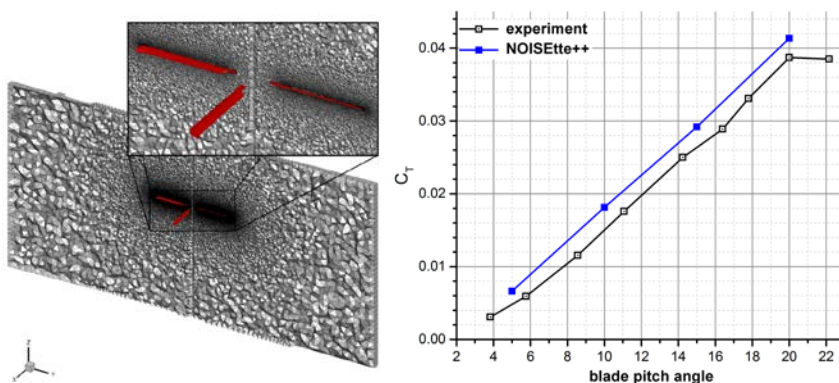 experiment
NOISEtte++
0.04
0.03
0.02
0.01
0.00
C_T
2 4 6 8 10 12 14 16 18 20 22
blade pitch angle
Z
X Y